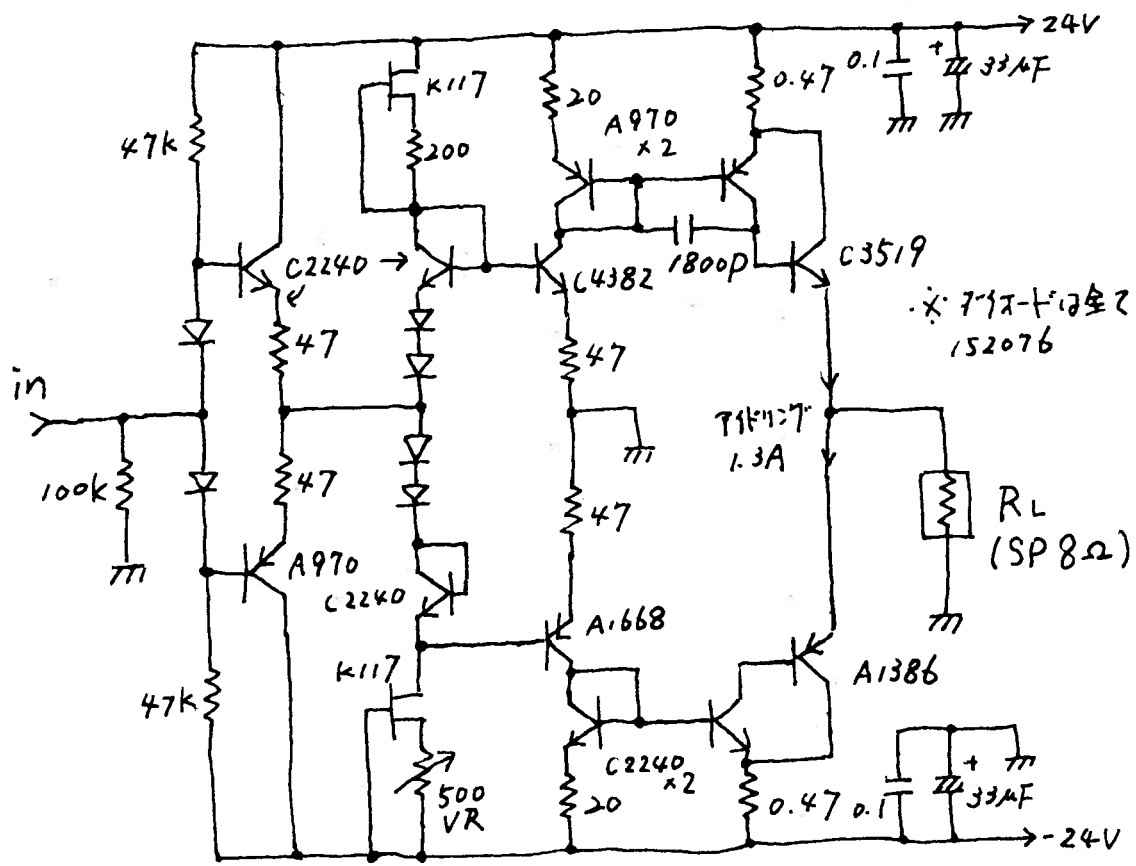 24V
K117
20
0.47
0.1
+
33μF
47k
200
A970
×2
C2240
C4382
1800p
C3519
※ ダイオードは全て
1S2076
47
47
in
アイドリング
1.3A
100k
47
47
RL
(SP 8Ω)
A970
C2240
A1668
K117
A1386
47k
C2240
×2
500
VR
20
0.47
0.1
+
33μF
-24V